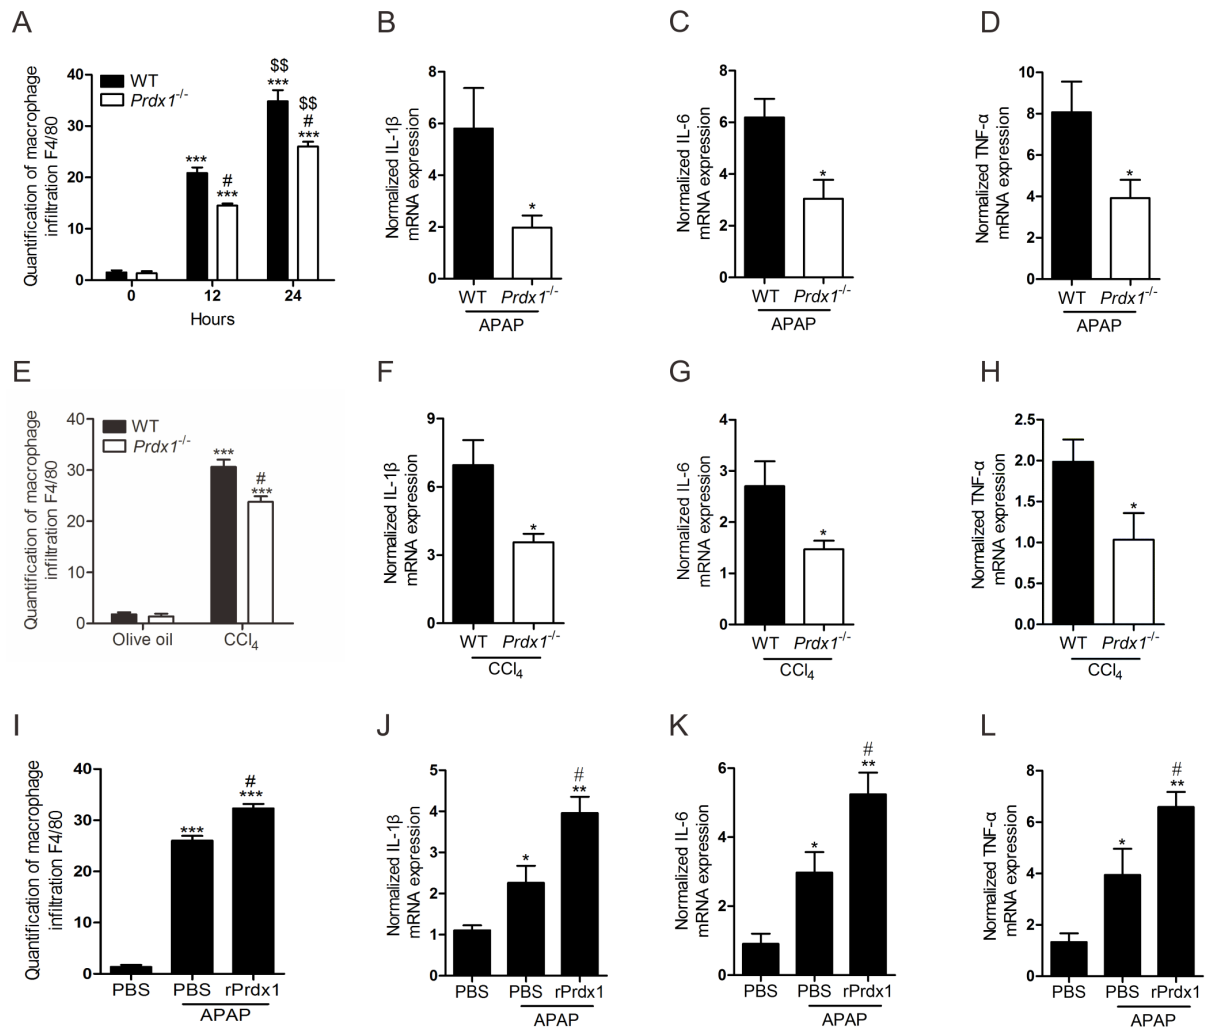 A
Quantification of macrophage
infiltration F4/80
40
30
20
10
0
WT
Prdx1⁻/⁻
***
#
***
$$
***
$$
#
***
0 12 24
Hours
B
Normalized IL-1β
mRNA expression
8
6
4
2
0
*
WT Prdx1⁻/⁻
APAP
C
Normalized IL-6
mRNA expression
8
6
4
2
0
*
WT Prdx1⁻/⁻
APAP
D
Normalized TNF-α
mRNA expression
10
8
6
4
2
0
*
WT Prdx1⁻/⁻
APAP
E
Quantification of macrophage
infiltration F4/80
40
30
20
10
0
WT
Prdx1⁻/⁻
***
#
***
Olive oil CCl₄
F
Normalized IL-1β
mRNA expression
9
6
3
0
*
WT Prdx1⁻/⁻
CCl₄
G
Normalized IL-6
mRNA expression
4
3
2
1
0
*
WT Prdx1⁻/⁻
CCl₄
H
Normalized TNF-α
mRNA expression
2.5
2.0
1.5
1.0
0.5
0.0
*
WT Prdx1⁻/⁻
CCl₄
I
Quantification of macrophage
infiltration F4/80
40
30
20
10
0
***
#
***
PBS PBS rPrdx1
APAP
J
Normalized IL-1β
mRNA expression
5
4
3
2
1
0
*
#
**
PBS PBS rPrdx1
APAP
K
Normalized IL-6
mRNA expression
6
4
2
0
*
#
**
PBS PBS rPrdx1
APAP
L
Normalized TNF-α
mRNA expression
8
6
4
2
0
*
#
**
PBS PBS rPrdx1
APAP